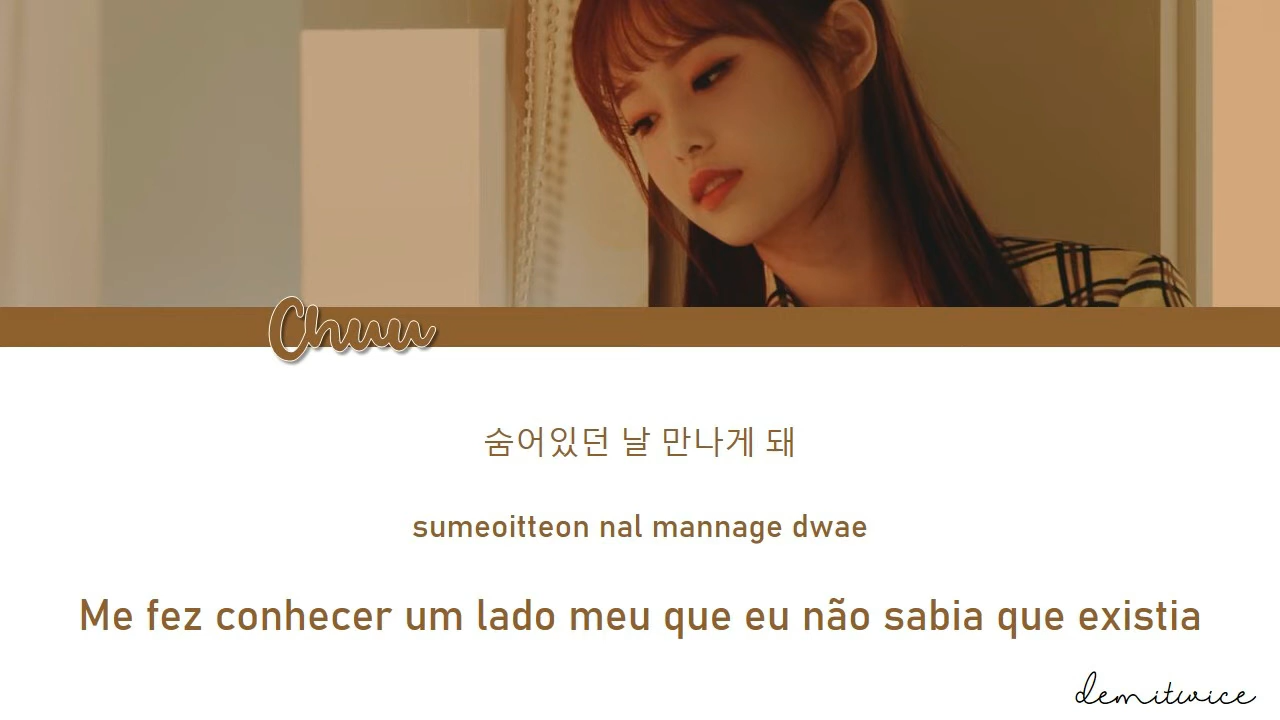 Chuu
숨어있던 날 만나게 돼
sumeoitteon nal mannage dwae
Me fez conhecer um lado meu que eu não sabia que existia
demitwice